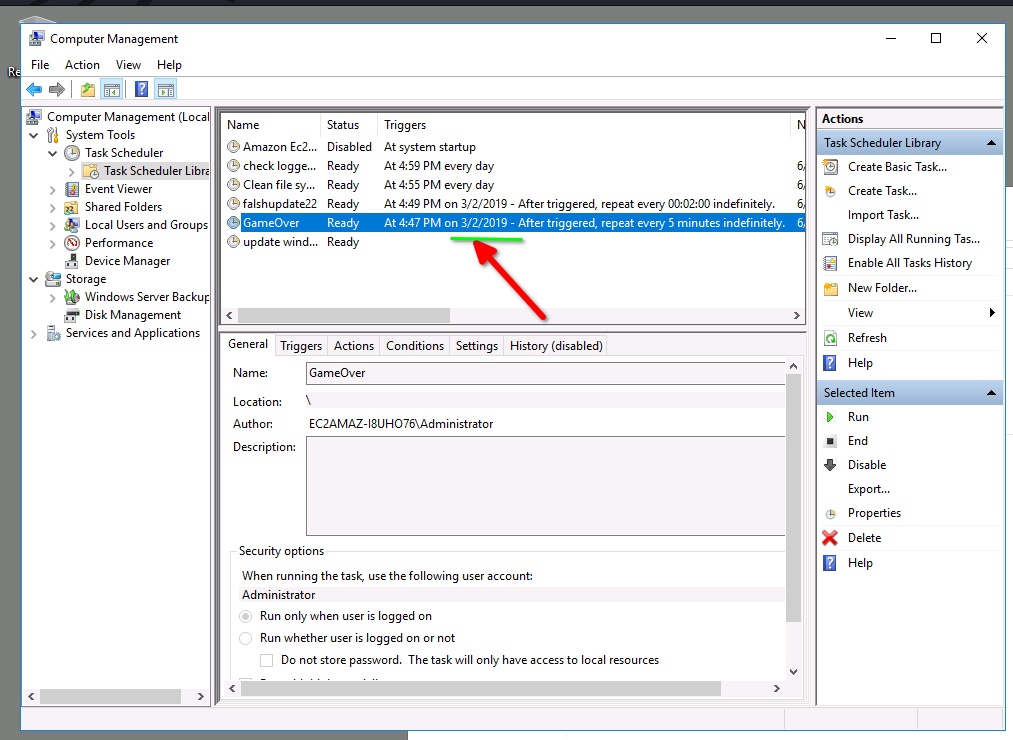 Re
Computer Management
File Action View Help
Computer Management (Local
System Tools
Task Scheduler
Task Scheduler Libra
Event Viewer
Shared Folders
Local Users and Groups
Performance
Device Manager
Storage
Windows Server Backup
Disk Management
Services and Applications
Name Status Triggers N
Amazon Ec2... Disabled At system startup
check logge... Ready At 4:59 PM every day 6/
Clean file sy... Ready At 4:55 PM every day 6/
falshupdate22 Ready At 4:49 PM on 3/2/2019 - After triggered, repeat every 00:02:00 indefinitely. 6/
GameOver Ready At 4:47 PM on 3/2/2019 - After triggered, repeat every 5 minutes indefinitely. 6/
update wind... Ready
General Triggers Actions Conditions Settings History (disabled)
Name: GameOver
Location: \
Author: EC2AMAZ-I8UHO76\Administrator
Description:
Security options
When running the task, use the following user account:
Administrator
Run only when user is logged on
Run whether user is logged on or not
Do not store password. The task will only have access to local resources
Actions
Task Scheduler Library
Create Basic Task...
Create Task...
Import Task...
Display All Running Tas...
Enable All Tasks History
New Folder...
View
Refresh
Help
Selected Item
Run
End
Disable
Export...
Properties
Delete
Help